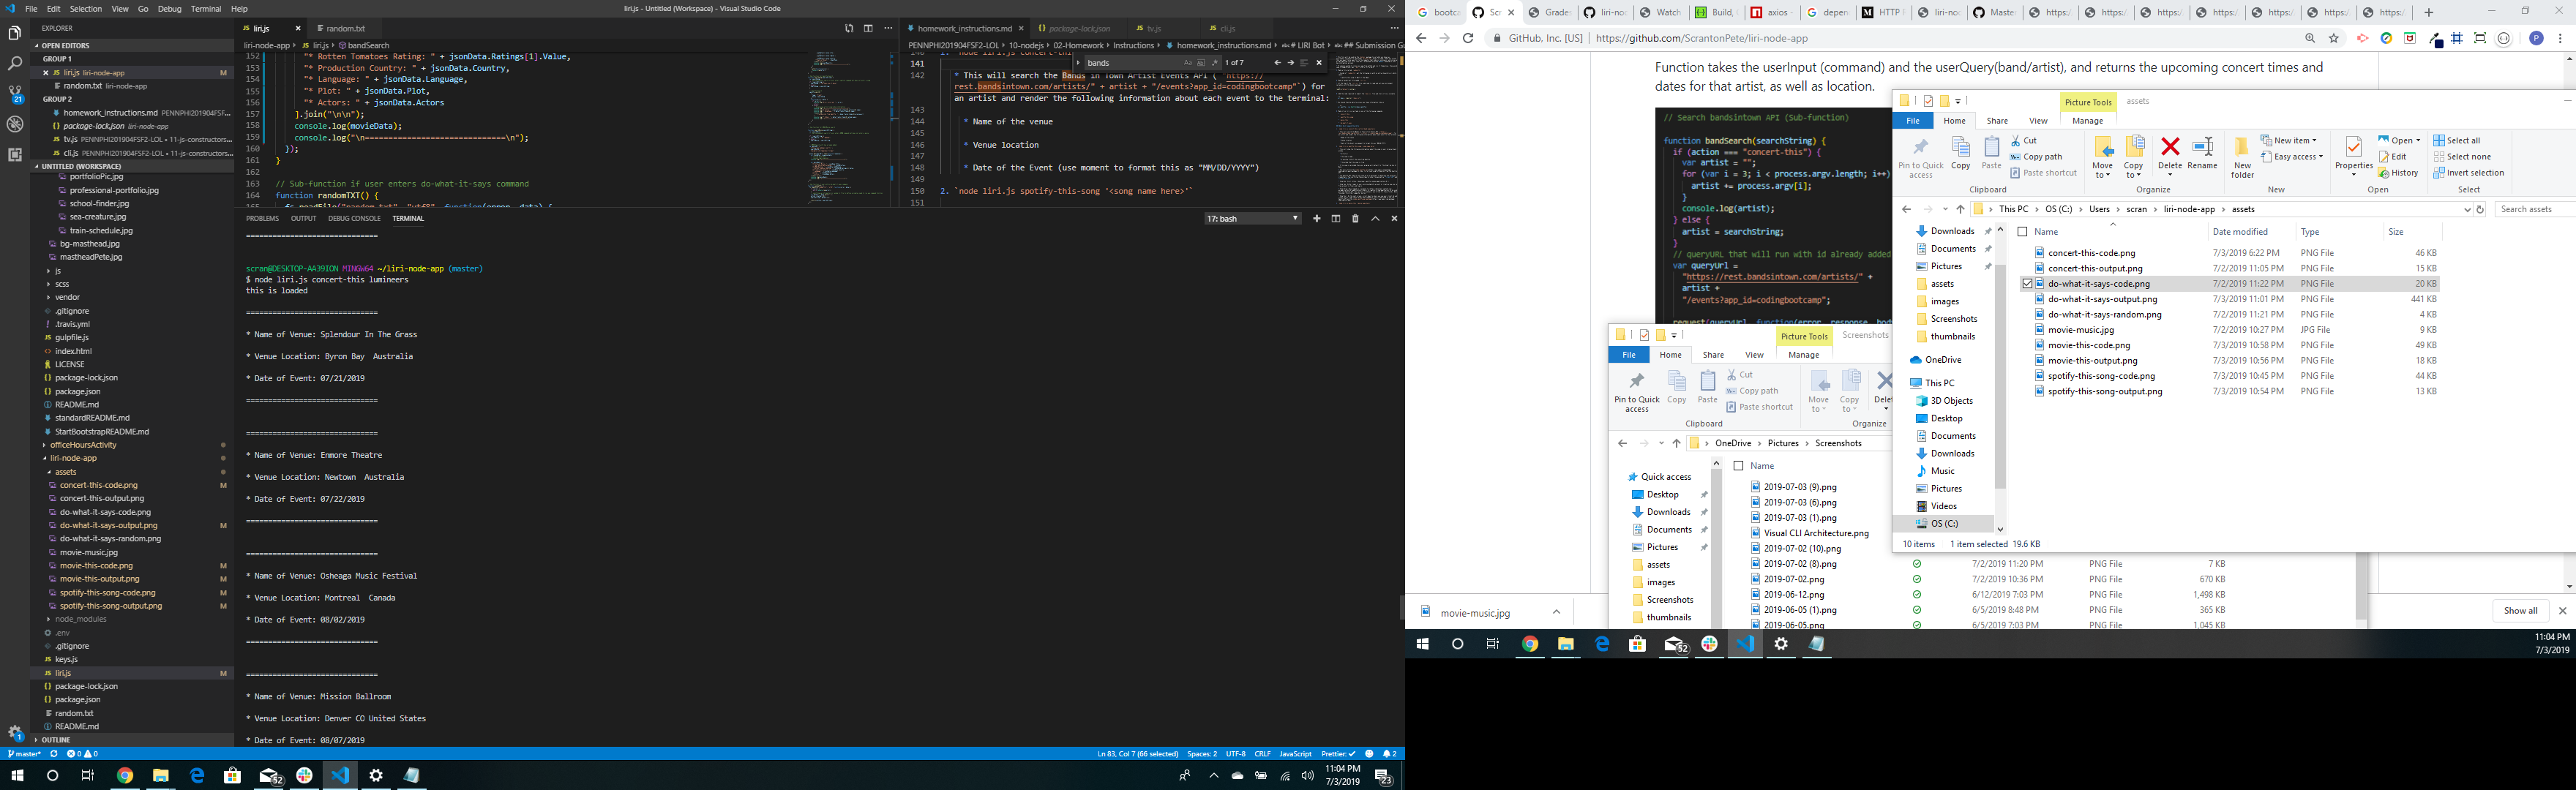 File Edit Selection View Go Debug Terminal Help
liri.js - Untitled (Workspace) - Visual Studio Code
EXPLORER
OPEN EDITORS
GROUP 1
liri.js liri-node-app M
random.txt liri-node-app
GROUP 2
homework_instructions.md PENNPHI201904FSF...
package-lock.json liri-node-app
tv.js PENNPHI201904FSF2-LOL • 11-js-constructors...
cli.js PENNPHI201904FSF2-LOL • 11-js-constructors...
UNTITLED (WORKSPACE)
portfolioPic.jpg
professional-portfolio.jpg
school-finder.jpg
sea-creature.jpg
train-schedule.jpg
bg-masthead.jpg
mastheadPete.jpg
js
scss
vendor
.gitignore
.travis.yml
gulpfile.js
index.html
LICENSE
package-lock.json
package.json
README.md
standardREADME.md
StartBootstrapREADME.md
officeHoursActivity
liri-node-app
assets
concert-this-code.png M
concert-this-output.png
do-what-it-says-code.png
do-what-it-says-output.png M
do-what-it-says-random.png
movie-music.jpg
movie-this-code.png M
movie-this-output.png M
spotify-this-song-code.png M
spotify-this-song-output.png M
node_modules
.env
.gitignore
keys.js
liri.js M
package-lock.json
package.json
random.txt
README.md
OUTLINE
liri.js random.txt
liri-node-app liri.js bandSearch
152 "* Rotten Tomatoes Rating: " + jsonData.Ratings[1].Value,
153 "* Production Country: " + jsonData.Country,
154 "* Language: " + jsonData.Language,
155 "* Plot: " + jsonData.Plot,
156 "* Actors: " + jsonData.Actors
157 ].join("\n\n");
158 console.log(movieData);
159 console.log("\n============================\n");
160 });
161 }
162
163 // Sub-function if user enters do-what-it-says command
164 function randomTXT() {
homework_instructions.md package-lock.json tv.js cli.js
PENNPHI201904FSF2-LOL 10-nodejs 02-Homework Instructions homework_instructions.md # LIRI Bot ## Submission Gu
bands 1 of 7
141
142 * This will search the Bands in Town Artist Events API (`"https://
rest.bandsintown.com/artists/" + artist + "/events?app_id=codingbootcamp"`) for
an artist and render the following information about each event to the terminal:
143
144 * Name of the venue
145
146 * Venue location
147
148 * Date of the Event (use moment to format this as "MM/DD/YYYY")
149
150 2. `node liri.js spotify-this-song '<song name here>'`
151
PROBLEMS OUTPUT DEBUG CONSOLE TERMINAL
17: bash
============================
scran@DESKTOP-AA39ION MINGW64 ~/liri-node-app (master)
$ node liri.js concert-this lumineers
this is loaded
============================
* Name of Venue: Splendour In The Grass
* Venue Location: Byron Bay Australia
* Date of Event: 07/21/2019
============================
============================
* Name of Venue: Enmore Theatre
* Venue Location: Newtown Australia
* Date of Event: 07/22/2019
============================
============================
* Name of Venue: Osheaga Music Festival
* Venue Location: Montreal Canada
* Date of Event: 08/02/2019
============================
============================
* Name of Venue: Mission Ballroom
* Venue Location: Denver CO United States
* Date of Event: 08/07/2019
master* 0 0
Ln 83, Col 7 (66 selected) Spaces: 2 UTF-8 CRLF JavaScript Prettier: ✓ 2
52
11:04 PM
7/3/2019
23
GitHub, Inc. [US] | https://github.com/ScrantonPete/liri-node-app
Function takes the userInput (command) and the userQuery(band/artist), and returns the upcoming concert times and
dates for that artist, as well as location.
// Search bandsintown API (Sub-function)
function bandSearch(searchString) {
if (action === "concert-this") {
var artist = "";
for (var i = 3; i < process.argv.length; i++)
artist += process.argv[i];
}
console.log(artist);
} else {
artist = searchString;
}
// queryURL that will run with id already added
var queryUrl =
"https://rest.bandsintown.com/artists/" +
artist +
"/events?app_id=codingbootcamp";
Picture Tools assets
File Home Share View Manage
Pin to Quick access
Copy
Paste
Cut
Copy path
Paste shortcut
Move to
Copy to
Delete
Rename
New folder
New item
Easy access
Properties
Open
Edit
History
Select all
Select none
Invert selection
Clipboard Organize New Open Select
This PC OS (C:) Users scran liri-node-app assets
Search assets
Downloads
Documents
Pictures
assets
images
Screenshots
thumbnails
OneDrive
This PC
3D Objects
Desktop
Documents
Downloads
Music
Pictures
Videos
OS (C:)
Name Date modified Type Size
concert-this-code.png 7/3/2019 6:22 PM PNG File 46 KB
concert-this-output.png 7/2/2019 11:05 PM PNG File 15 KB
do-what-it-says-code.png 7/2/2019 11:22 PM PNG File 20 KB
do-what-it-says-output.png 7/3/2019 11:01 PM PNG File 441 KB
do-what-it-says-random.png 7/2/2019 11:21 PM PNG File 4 KB
movie-music.jpg 7/2/2019 10:27 PM JPG File 9 KB
movie-this-code.png 7/3/2019 10:58 PM PNG File 49 KB
movie-this-output.png 7/3/2019 10:56 PM PNG File 18 KB
spotify-this-song-code.png 7/3/2019 10:45 PM PNG File 44 KB
spotify-this-song-output.png 7/3/2019 10:54 PM PNG File 13 KB
10 items 1 item selected 19.6 KB
Picture Tools Screenshots
File Home Share View Manage
Pin to Quick access
Copy
Paste
Cut
Copy path
Paste shortcut
Move to
Copy to
Clipboard Organize
OneDrive Pictures Screenshots
Quick access
Desktop
Downloads
Documents
Pictures
assets
images
Screenshots
thumbnails
Name
2019-07-03 (9).png
2019-07-03 (6).png
2019-07-03 (1).png
Visual CLI Architecture.png
2019-07-02 (10).png
2019-07-02 (8).png 7/2/2019 11:20 PM PNG File 7 KB
2019-07-02.png 7/2/2019 10:36 PM PNG File 670 KB
2019-06-12.png 6/12/2019 7:03 PM PNG File 1,498 KB
2019-06-05 (1).png 6/5/2019 8:48 PM PNG File 365 KB
2019-06-05.png 6/5/2019 7:03 PM PNG File 1,045 KB
movie-music.jpg
Show all
52
11:04 PM
7/3/2019